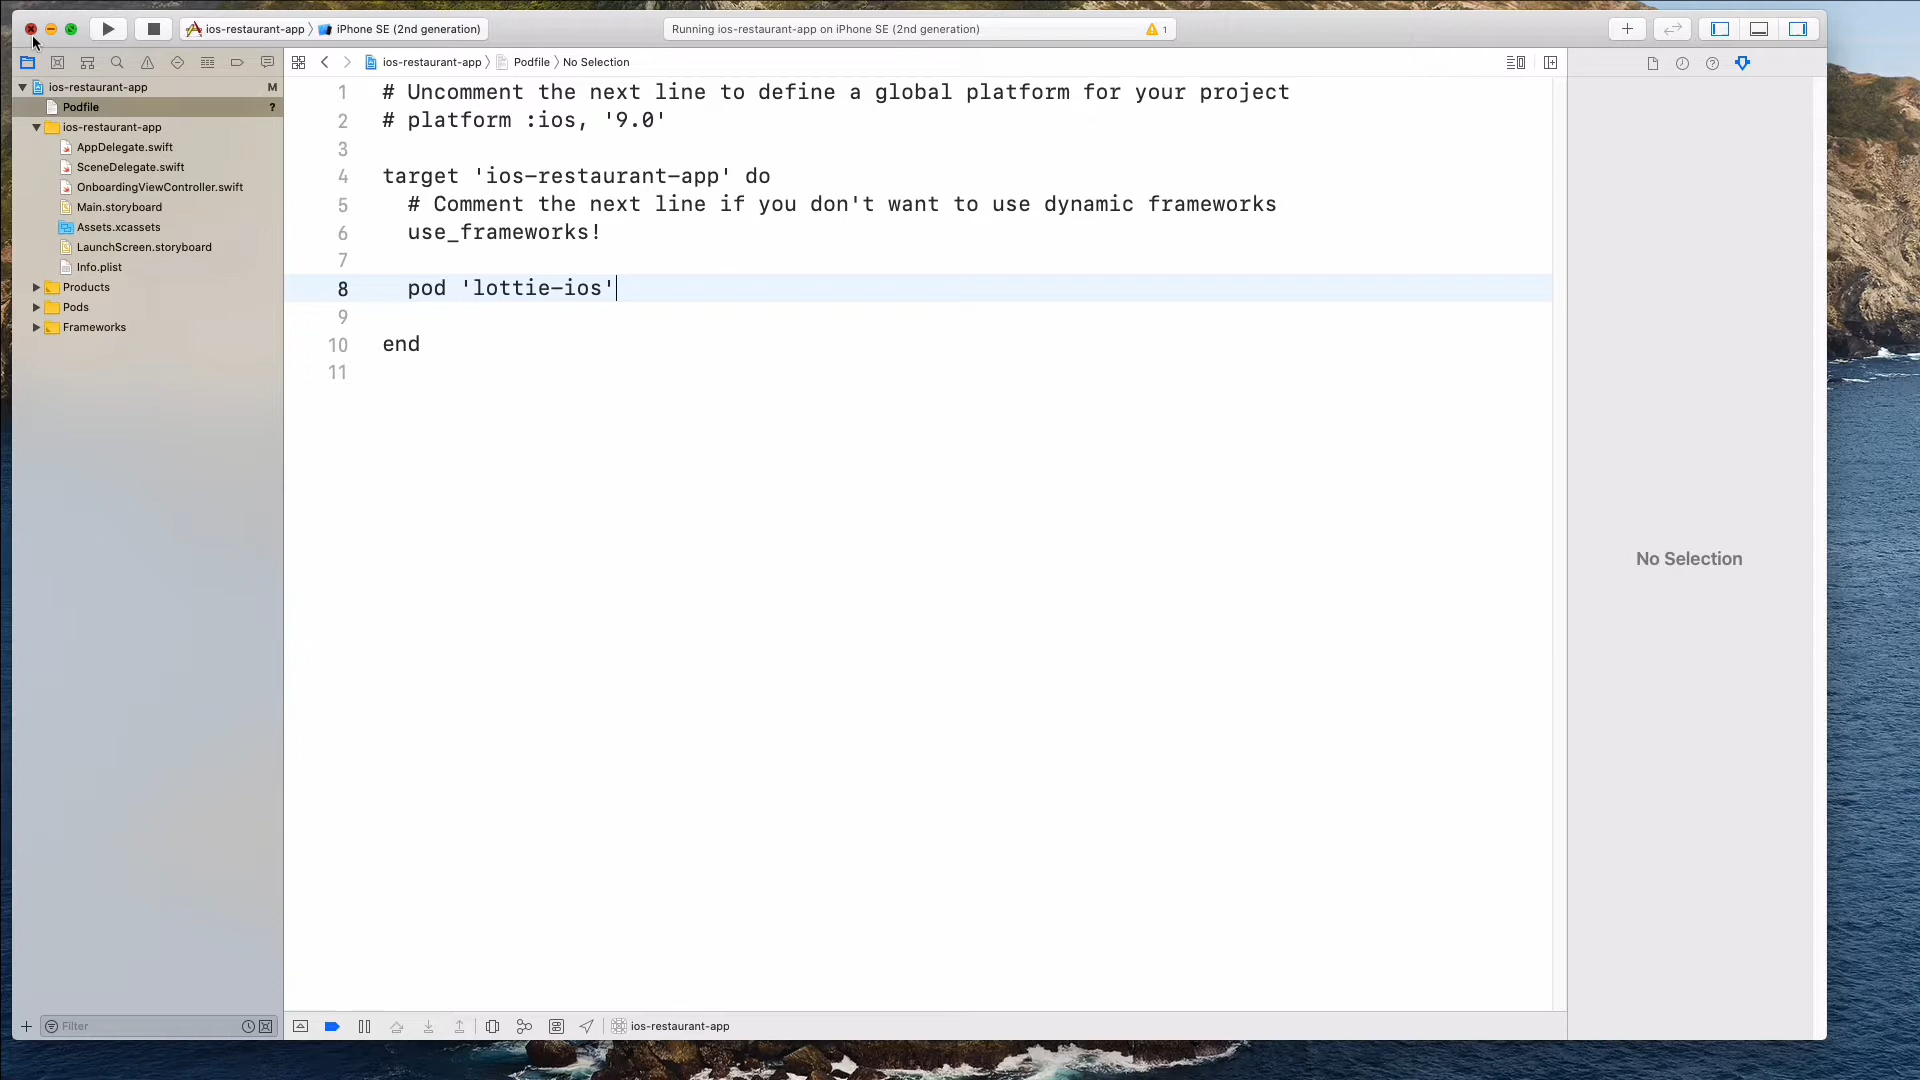 ios-restaurant-app 〉 iPhone SE (2nd generation)
Running ios-restaurant-app on iPhone SE (2nd generation)
1
ios-restaurant-app 〉 Podfile 〉 No Selection
ios-restaurant-app M
Podfile ?
ios-restaurant-app
AppDelegate.swift
SceneDelegate.swift
OnboardingViewController.swift
Main.storyboard
Assets.xcassets
LaunchScreen.storyboard
Info.plist
Products
Pods
Frameworks
1 # Uncomment the next line to define a global platform for your project
2 # platform :ios, '9.0'
3
4 target 'ios-restaurant-app' do
5 # Comment the next line if you don't want to use dynamic frameworks
6 use_frameworks!
7
8 pod 'lottie-ios'
9
10 end
11
No Selection
Filter
ios-restaurant-app